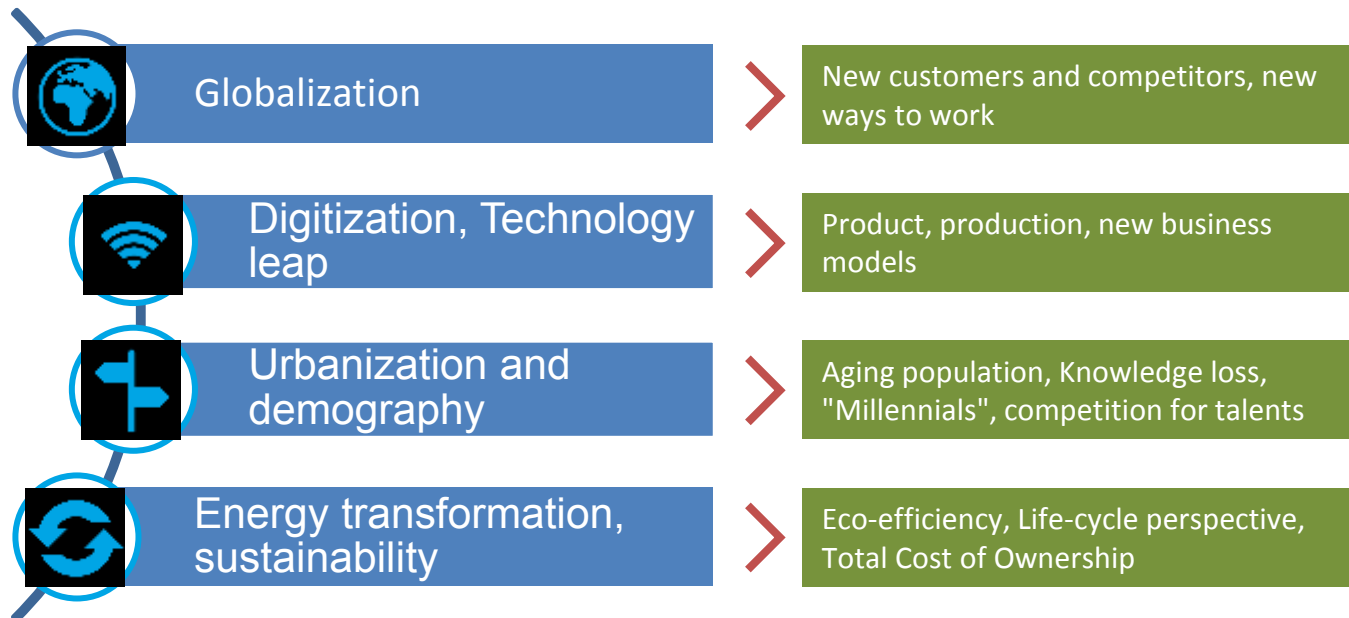 Globalization
New customers and competitors, new
ways to work
Digitization, Technology
leap
Product, production, new business
models
Urbanization and
demography
Aging population, Knowledge loss,
"Millennials", competition for talents
Energy transformation,
sustainability
Eco-efficiency, Life-cycle perspective,
Total Cost of Ownership